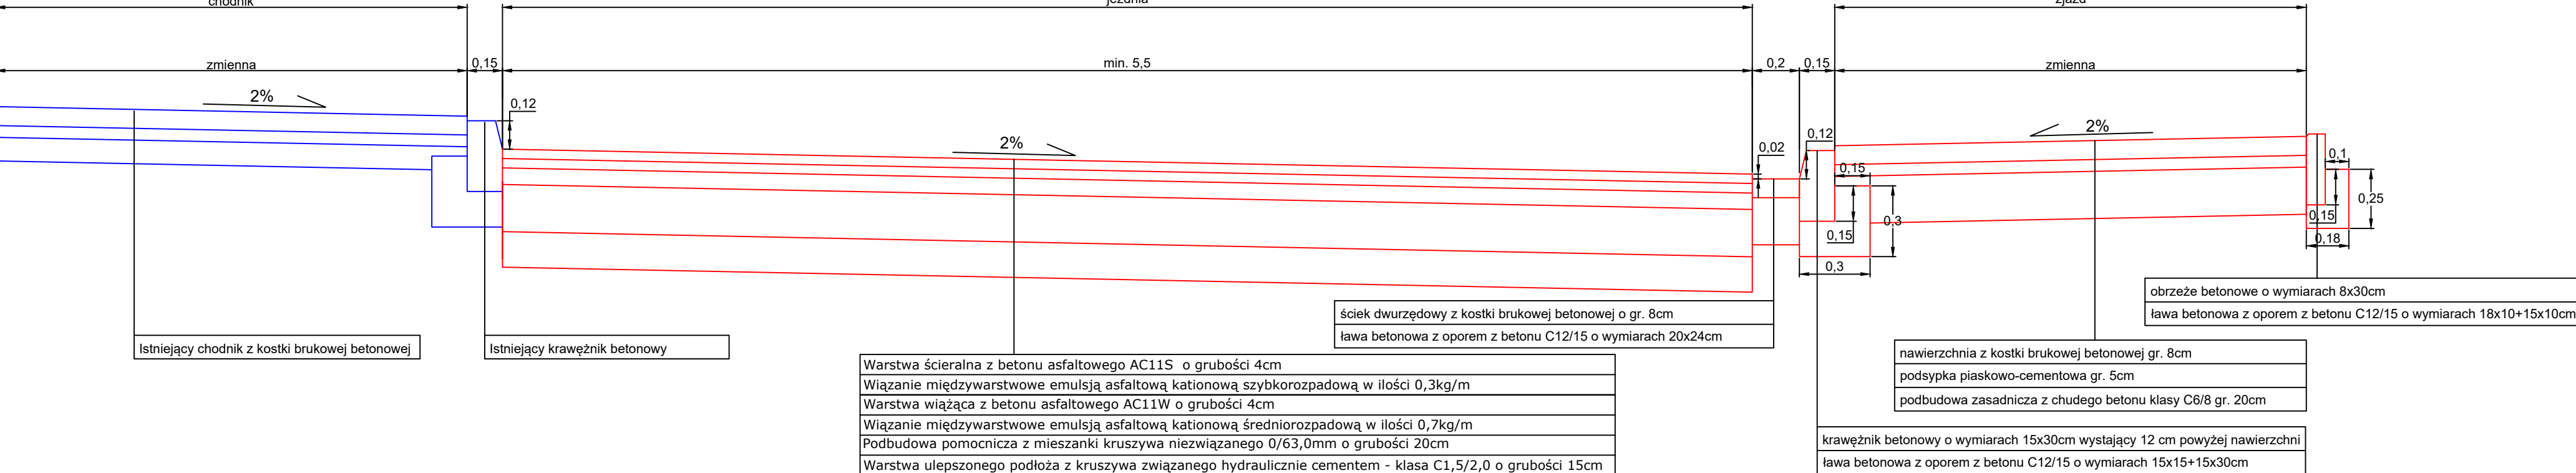 chodnik
jezdnia
zjazd
zmienna
0,15
min. 5,5
0,2
0,15
zmienna
2%
0,12
2%
0,02
0,12
0,15
2%
0,1
0,3
0,15
0,25
0,15
0,18
0,3
obrzeże betonowe o wymiarach 8x30cm
ława betonowa z oporem z betonu C12/15 o wymiarach 18x10+15x10cm
ściek dwurzędowy z kostki brukowej betonowej o gr. 8cm
ława betonowa z oporem z betonu C12/15 o wymiarach 20x24cm
Istniejący chodnik z kostki brukowej betonowej
Istniejący krawężnik betonowy
nawierzchnia z kostki brukowej betonowej gr. 8cm
podsypka piaskowo-cementowa gr. 5cm
podbudowa zasadnicza z chudego betonu klasy C6/8 gr. 20cm
Warstwa ścieralna z betonu asfaltowego AC11S o grubości 4cm
Wiązanie międzywarstwowe emulsją asfaltową kationową szybkorozpadową w ilości 0,3kg/m
Warstwa wiążąca z betonu asfaltowego AC11W o grubości 4cm
Wiązanie międzywarstwowe emulsją asfaltową kationową średniorozpadową w ilości 0,7kg/m
Podbudowa pomocnicza z mieszanki kruszywa niezwiązanego 0/63,0mm o grubości 20cm
Warstwa ulepszonego podłoża z kruszywa związanego hydraulicznie cementem - klasa C1,5/2,0 o grubości 15cm
krawężnik betonowy o wymiarach 15x30cm wystający 12 cm powyżej nawierzchni
ława betonowa z oporem z betonu C12/15 o wymiarach 15x15+15x30cm